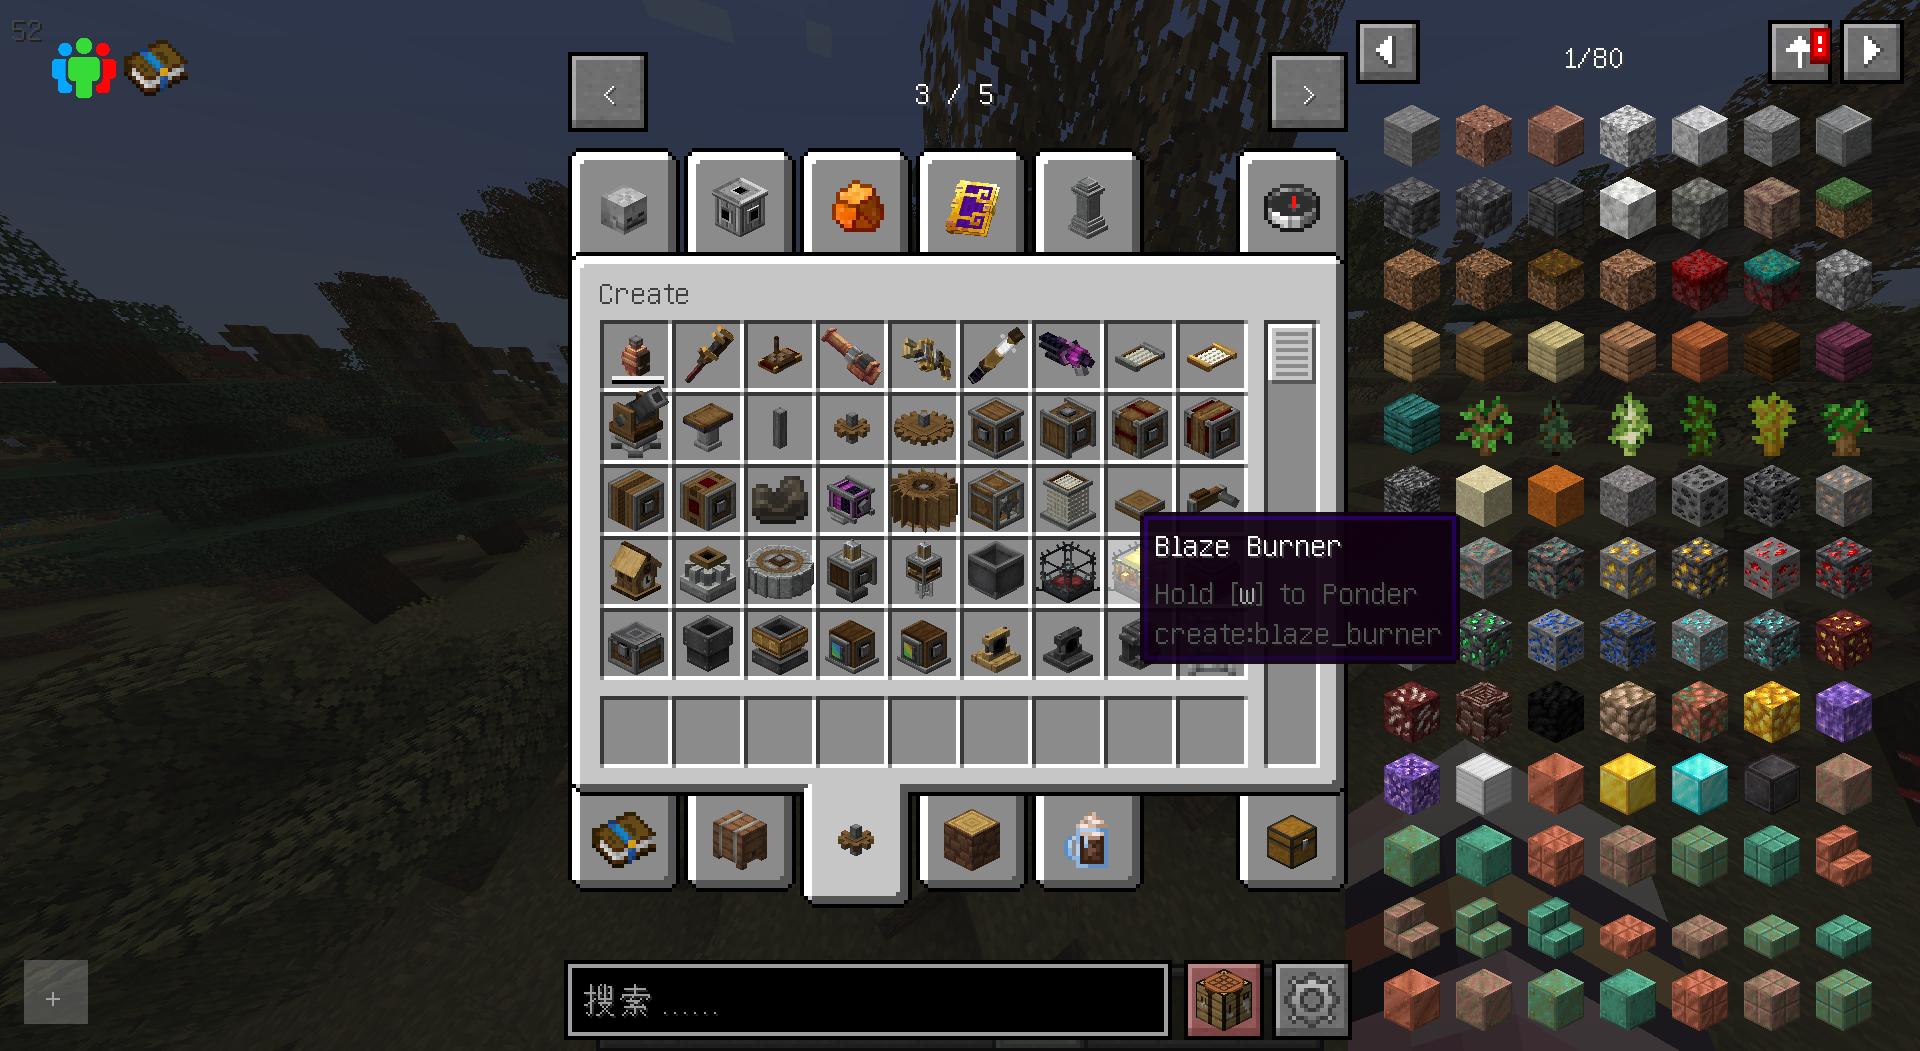 52
<
3 / 5
>
1/80
!
Create
Blaze Burner
Hold [w] to Ponder
create:blaze_burner
+
搜索 ......